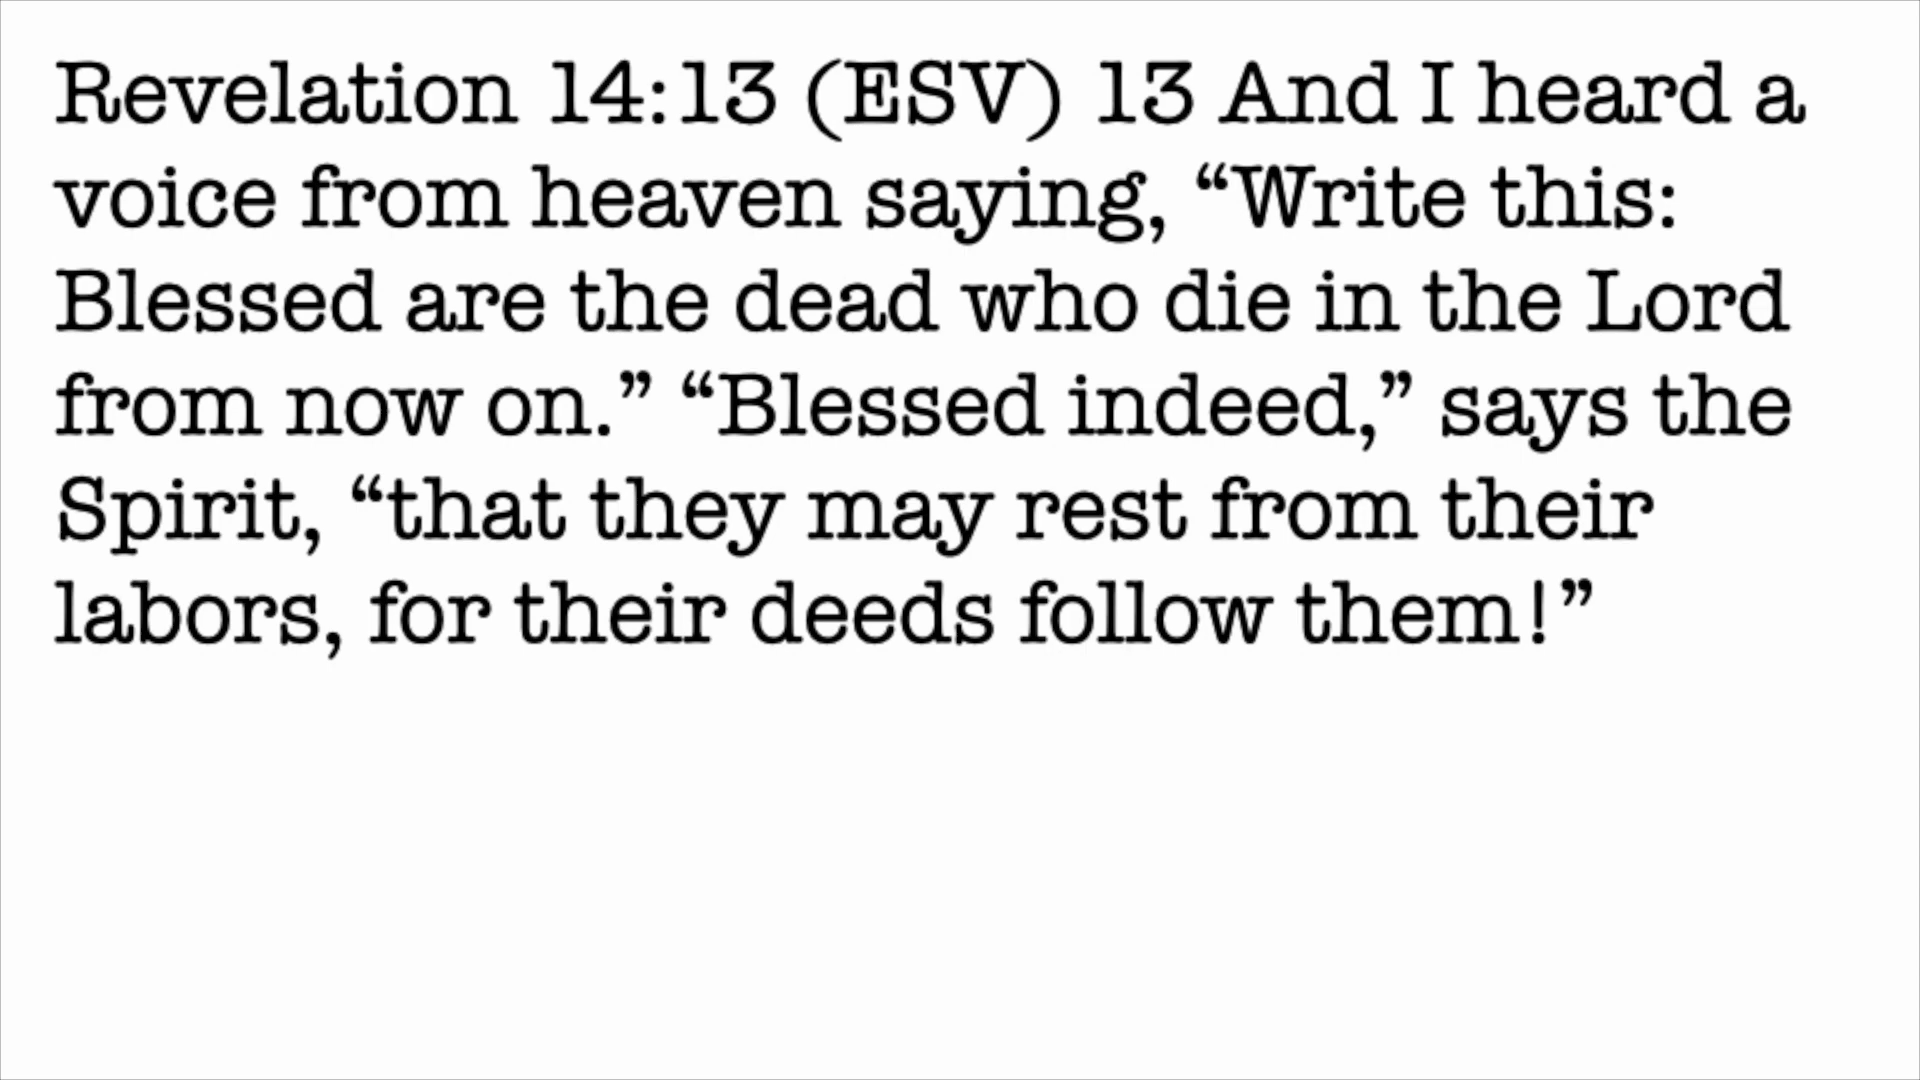 Revelation 14:13 (ESV) 13 And I heard a
voice from heaven saying, “Write this:
Blessed are the dead who die in the Lord
from now on.” “Blessed indeed,” says the
Spirit, “that they may rest from their
labors, for their deeds follow them!”